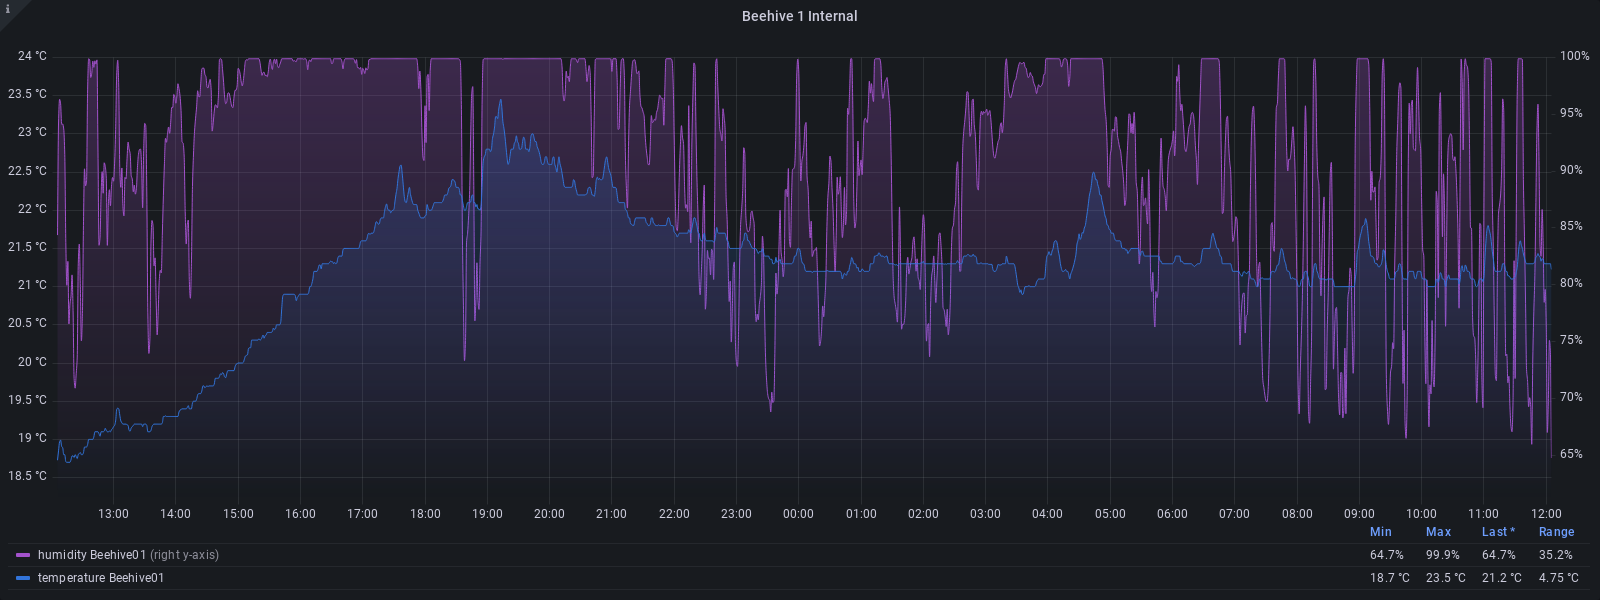 i
Beehive 1 Internal
24 °C 100%
23.5 °C 95%
23 °C
22.5 °C 90%
22 °C
21.5 °C 85%
21 °C 80%
20.5 °C
20 °C 75%
19.5 °C 70%
19 °C
18.5 °C 65%
13:00 14:00 15:00 16:00 17:00 18:00 19:00 20:00 21:00 22:00 23:00 00:00 01:00 02:00 03:00 04:00 05:00 06:00 07:00 08:00 09:00 10:00 11:00 12:00
Min Max Last * Range
humidity Beehive01 (right y-axis) 64.7% 99.9% 64.7% 35.2%
temperature Beehive01 18.7 °C 23.5 °C 21.2 °C 4.75 °C